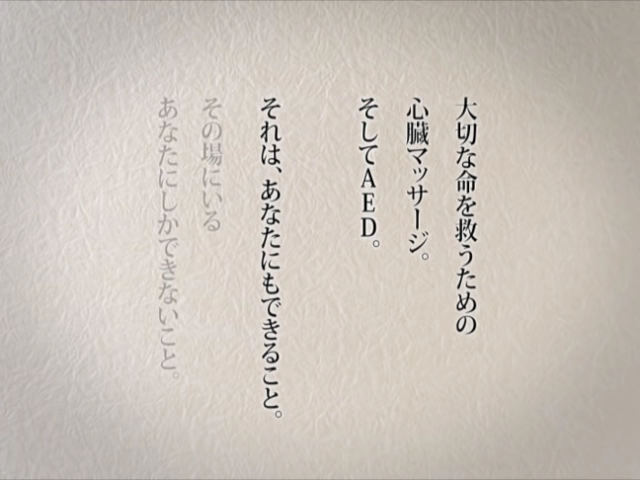 大切な命を救うための
心臓マッサージ。
そしてAED。
それは、あなたにもできること。
その場にいる
あなたにしかできないこと。